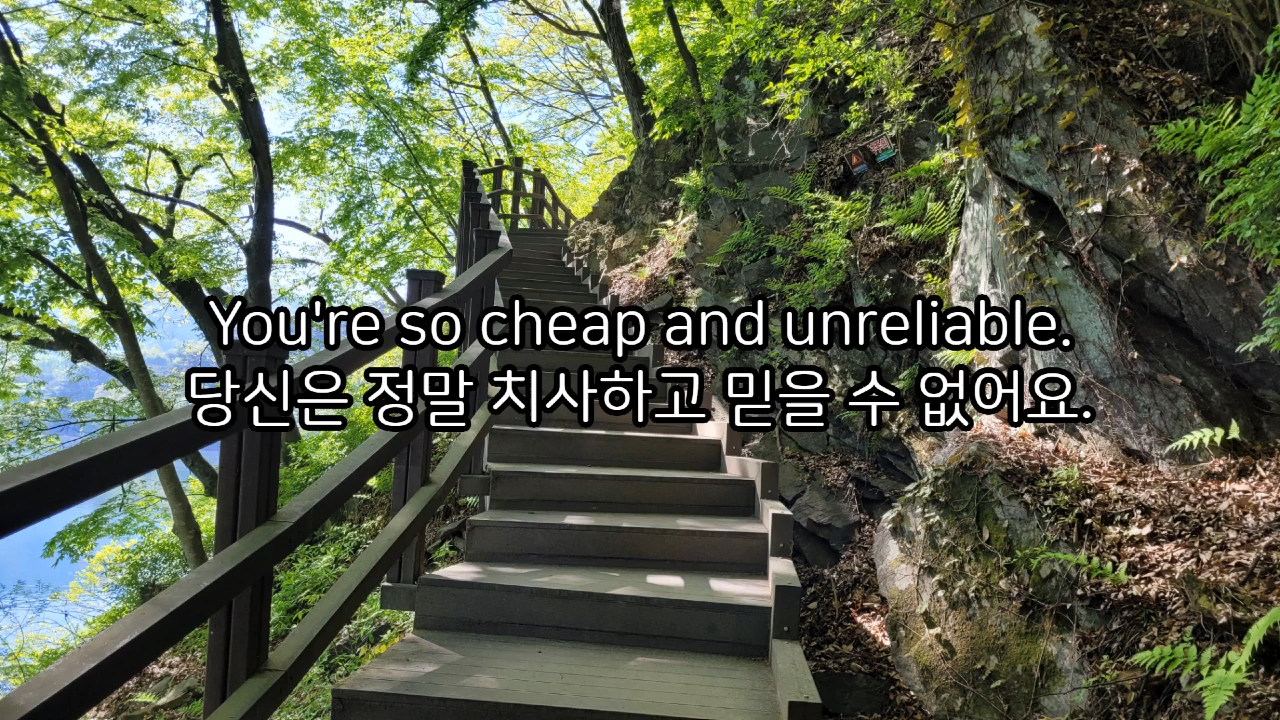 You're so cheap and unreliable.
당신은 정말 치사하고 믿을 수 없어요.